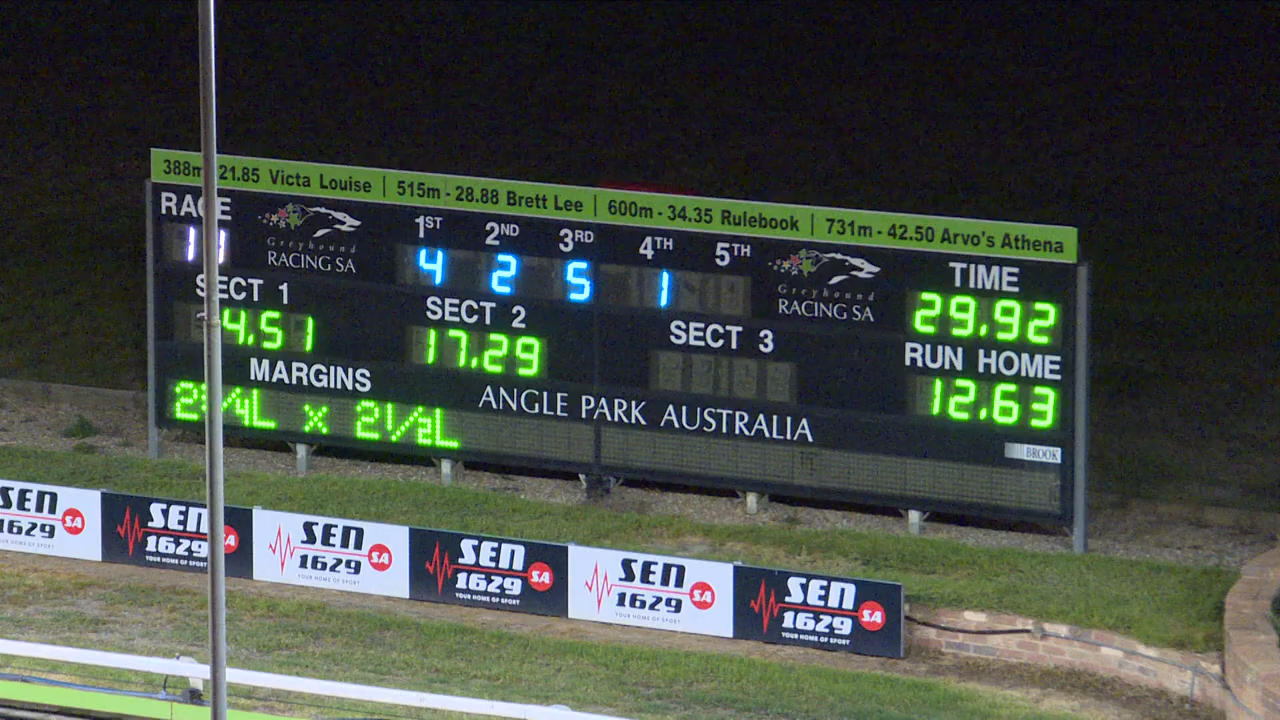 388m 21.85 Victa Louise | 515m - 28.88 Brett Lee | 600m - 34.35 Rulebook | 731m - 42.50 Arvo's Athena
RACE
11
Greyhound
RACING SA
1ST 2ND 3RD 4TH 5TH
4 2 5 1
Greyhound
RACING SA
TIME
29.92
SECT 1
4.51
SECT 2
17.29
SECT 3
RUN HOME
12.63
MARGINS
2¾L x 2½L
ANGLE PARK AUSTRALIA
BROOK
SEN
1629 SA
YOUR HOME OF SPORT
SEN
1629 SA
YOUR HOME OF SPORT
SEN
1629 SA
YOUR HOME OF SPORT
SEN
1629 SA
YOUR HOME OF SPORT
SEN
1629 SA
YOUR HOME OF SPORT
SEN
1629 SA
YOUR HOME OF SPORT